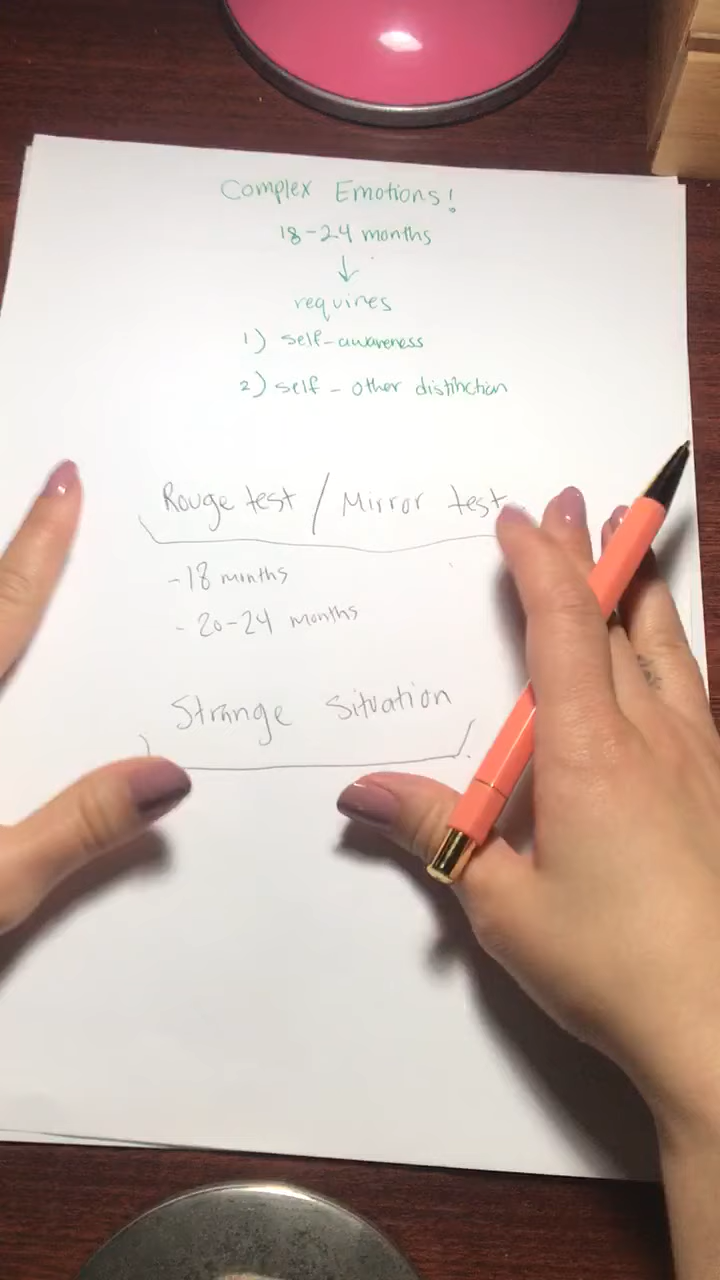 Complex Emotions!
18-24 months
↓
requires
1) self-awareness
2) self - other distinction
Rouge test / Mirror test
-18 months
- 20-24 months
Strange Situation